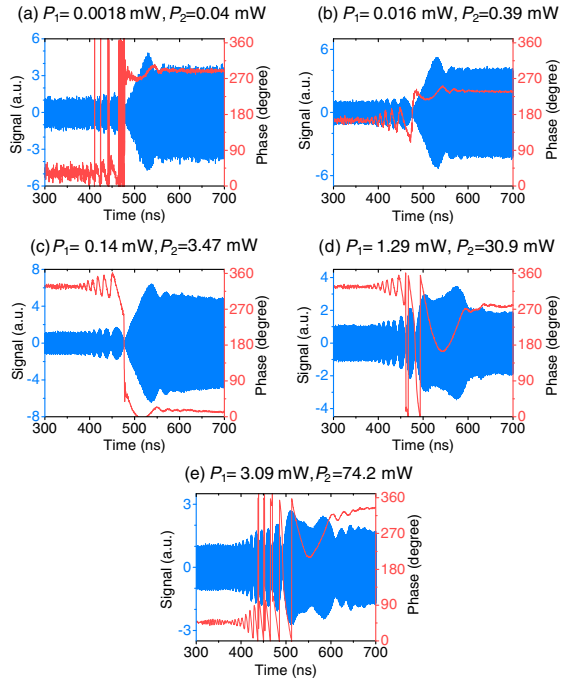 (a) P1 = 0.0018 mW, P2=0.04 mW
(b) P1 = 0.016 mW, P2=0.39 mW
6
3
0
-3
-6
Signal (a.u.)
360
270
180
90
0
Phase (degree)
300 400 500 600 700
Time (ns)
6
0
-6
Signal (a.u.)
360
270
180
90
0
Phase (degree)
300 400 500 600 700
Time (ns)
(c) P1= 0.14 mW, P2=3.47 mW
(d) P1= 1.29 mW, P2=30.9 mW
8
4
0
-4
-8
Signal (a.u.)
360
270
180
90
0
Phase (degree)
300 400 500 600 700
Time (ns)
4
2
0
-2
-4
Signal (a.u.)
360
270
180
90
0
Phase (degree)
300 400 500 600 700
Time (ns)
(e) P1= 3.09 mW, P2=74.2 mW
3
0
-3
Signal (a.u.)
360
270
180
90
0
Phase (degree)
300 400 500 600 700
Time (ns)